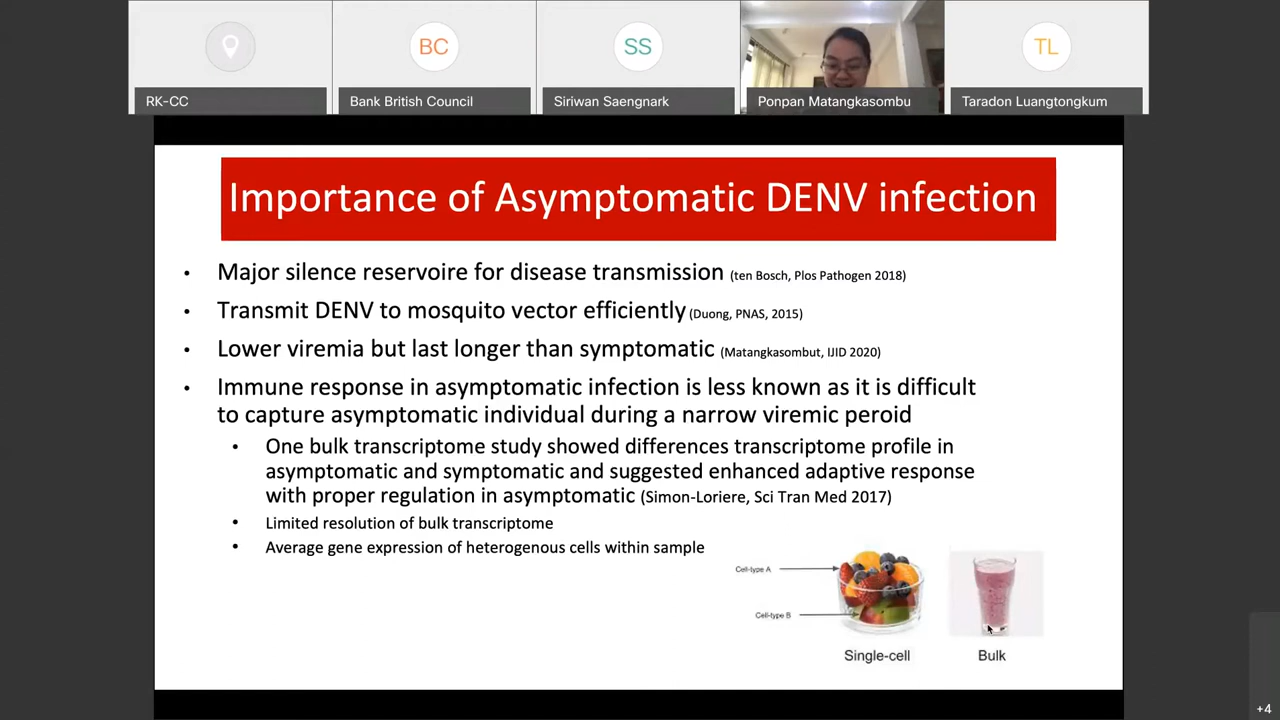 RK-CC
BC
Bank British Council
SS
Siriwan Saengnark
Ponpan Matangkasombu
TL
Taradon Luangtongkum
Importance of Asymptomatic DENV infection
• Major silence reservoire for disease transmission (ten Bosch, Plos Pathogen 2018)
• Transmit DENV to mosquito vector efficiently (Duong, PNAS, 2015)
• Lower viremia but last longer than symptomatic (Matangkasombut, IJID 2020)
• Immune response in asymptomatic infection is less known as it is difficult
to capture asymptomatic individual during a narrow viremic peroid
• One bulk transcriptome study showed differences transcriptome profile in
asymptomatic and symptomatic and suggested enhanced adaptive response
with proper regulation in asymptomatic (Simon-Loriere, Sci Tran Med 2017)
• Limited resolution of bulk transcriptome
• Average gene expression of heterogenous cells within sample
Cell-type A
Cell-type B
Single-cell
Bulk
+4